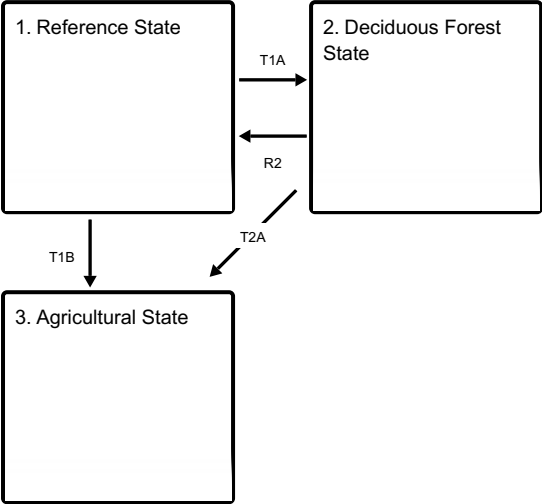 1. Reference State
2. Deciduous Forest
State
T1A
R2
T2A
T1B
3. Agricultural State